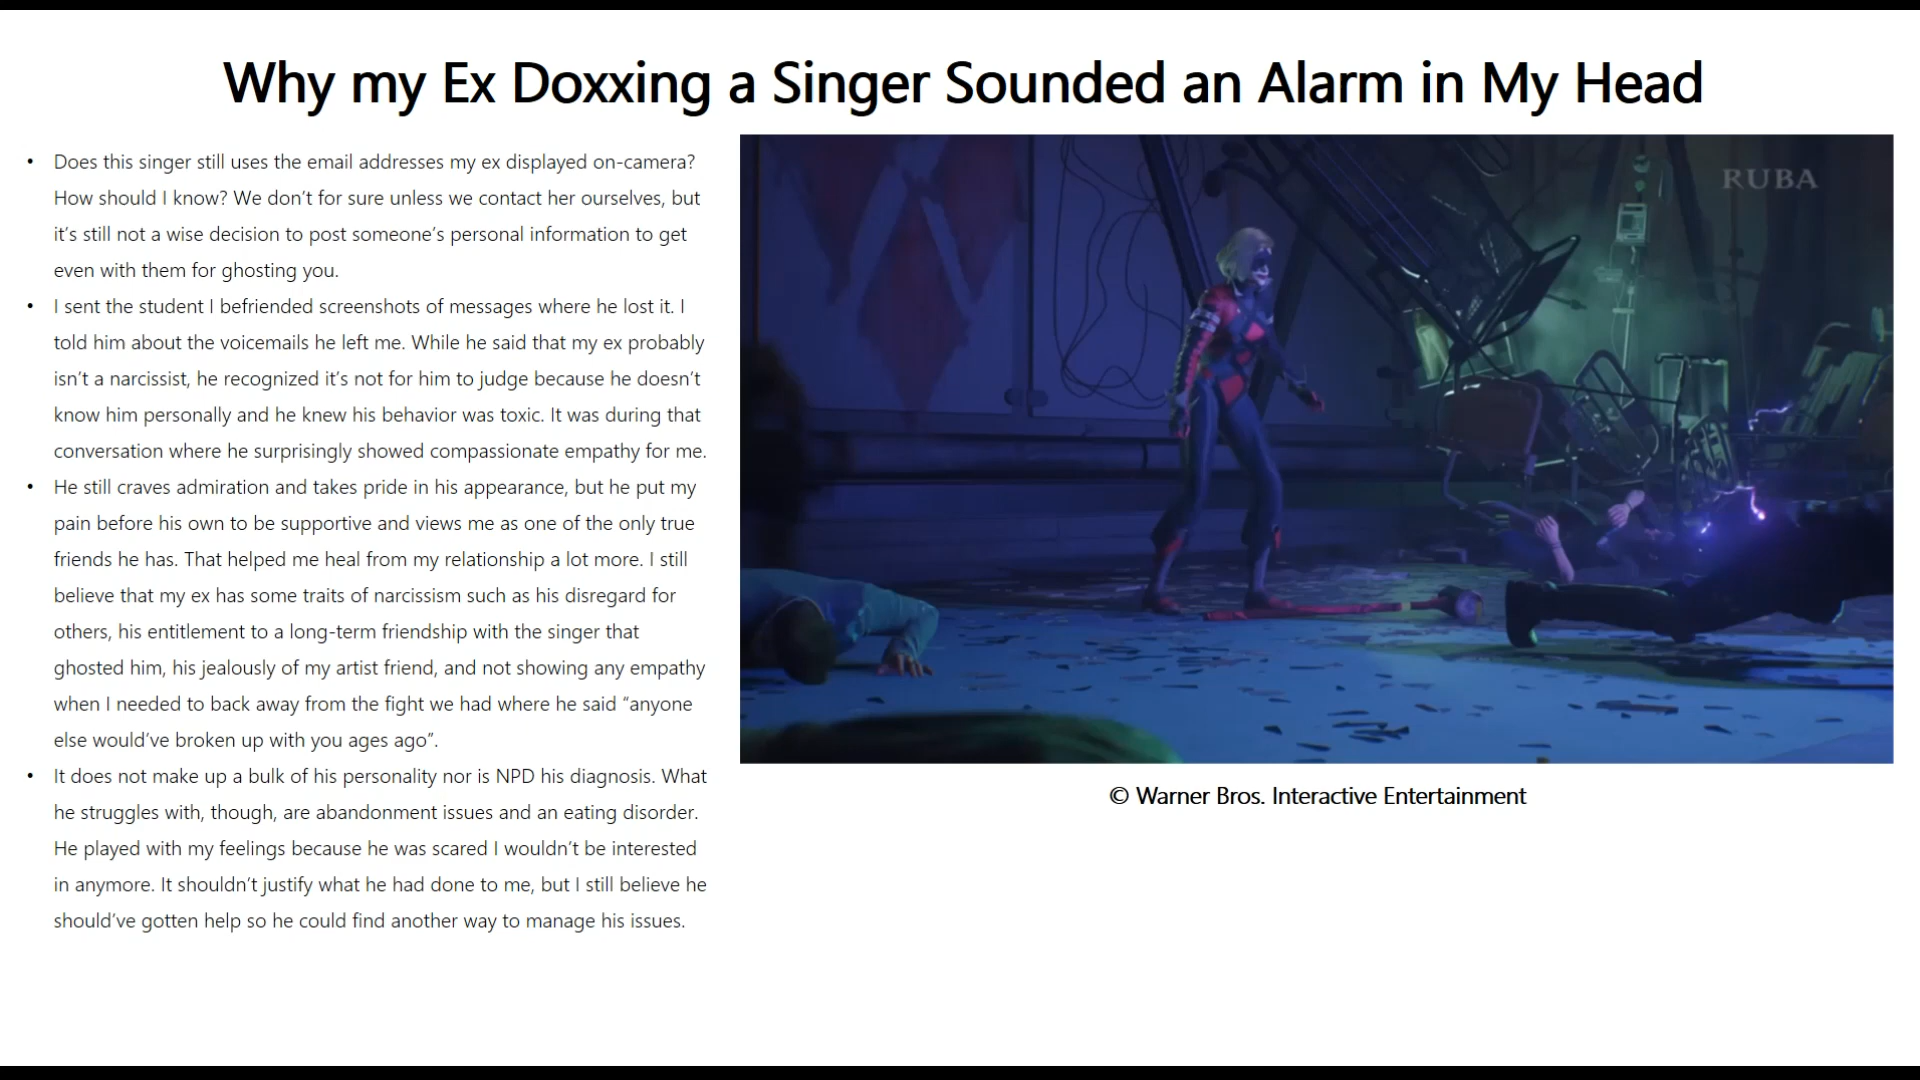 Why my Ex Doxxing a Singer Sounded an Alarm in My Head
• Does this singer still uses the email addresses my ex displayed on-camera?
How should I know? We don't for sure unless we contact her ourselves, but
it's still not a wise decision to post someone's personal information to get
even with them for ghosting you.
• I sent the student I befriended screenshots of messages where he lost it. I
told him about the voicemails he left me. While he said that my ex probably
isn't a narcissist, he recognized it's not for him to judge because he doesn't
know him personally and he knew his behavior was toxic. It was during that
conversation where he surprisingly showed compassionate empathy for me.
• He still craves admiration and takes pride in his appearance, but he put my
pain before his own to be supportive and views me as one of the only true
friends he has. That helped me heal from my relationship a lot more. I still
believe that my ex has some traits of narcissism such as his disregard for
others, his entitlement to a long-term friendship with the singer that
ghosted him, his jealously of my artist friend, and not showing any empathy
when I needed to back away from the fight we had where he said “anyone
else would've broken up with you ages ago”.
• It does not make up a bulk of his personality nor is NPD his diagnosis. What
he struggles with, though, are abandonment issues and an eating disorder.
He played with my feelings because he was scared I wouldn't be interested
in anymore. It shouldn't justify what he had done to me, but I still believe he
should've gotten help so he could find another way to manage his issues.
RUBA
© Warner Bros. Interactive Entertainment